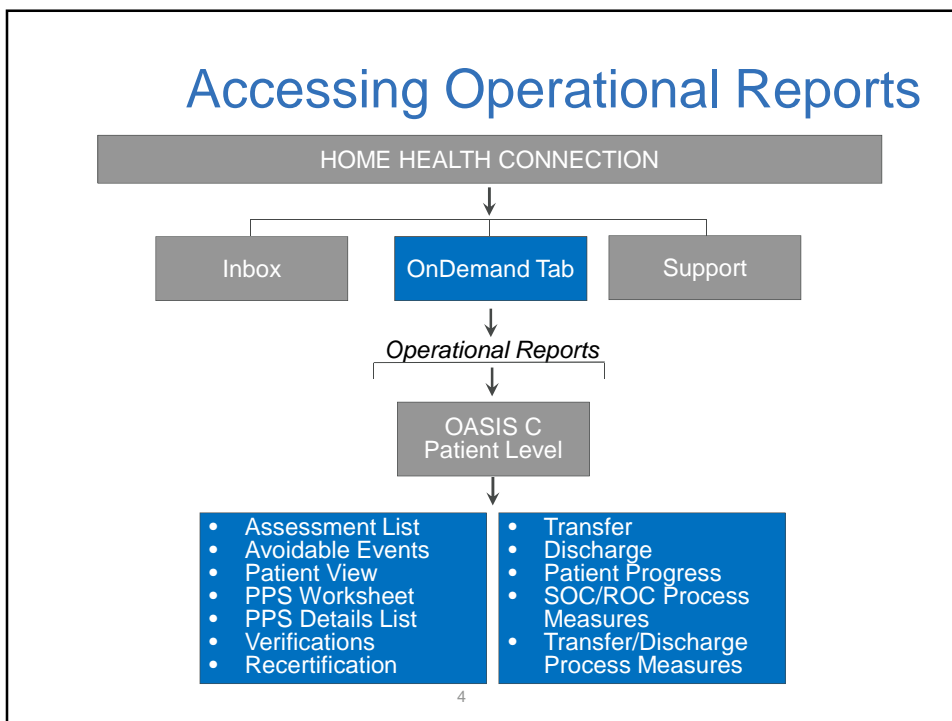 Accessing Operational Reports
HOME HEALTH CONNECTION
Inbox
OnDemand Tab
Support
Operational Reports
OASIS C
Patient Level
• Assessment List
• Avoidable Events
• Patient View
• PPS Worksheet
• PPS Details List
• Verifications
• Recertification
• Transfer
• Discharge
• Patient Progress
• SOC/ROC Process
Measures
• Transfer/Discharge
Process Measures
4